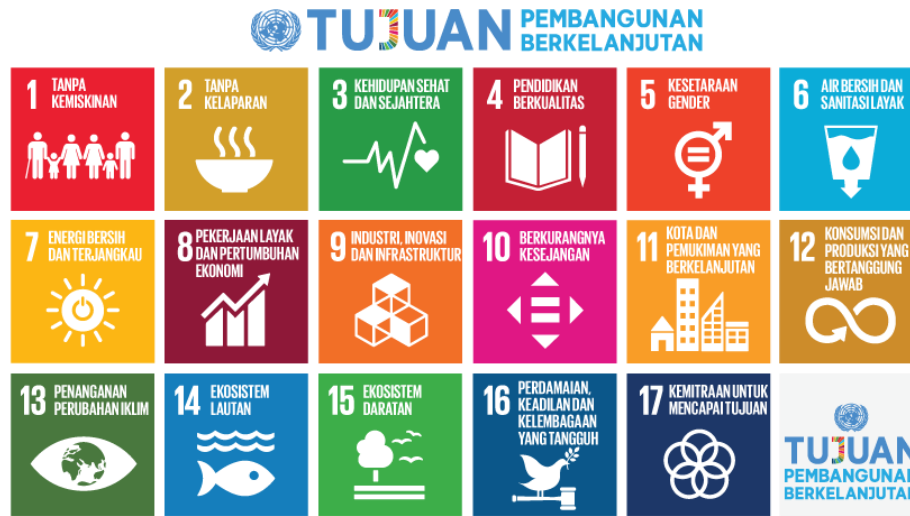 TUJUAN PEMBANGUNAN
BERKELANJUTAN
1 TANPA
KEMISKINAN
2 TANPA
KELAPARAN
3 KEHIDUPAN SEHAT
DAN SEJAHTERA
4 PENDIDIKAN
BERKUALITAS
5 KESETARAAN
GENDER
6 AIR BERSIH DAN
SANITASI LAYAK
7 ENERGI BERSIH
DAN TERJANGKAU
8 PEKERJAAN LAYAK
DAN PERTUMBUHAN
EKONOMI
9 INDUSTRI, INOVASI
DAN INFRASTRUKTUR
10 BERKURANGNYA
KESEJANGAN
11 KOTA DAN
PEMUKIMAN YANG
BERKELANJUTAN
12 KONSUMSI DAN
PRODUKSI YANG
BERTANGGUNG
JAWAB
13 PENANGANAN
PERUBAHAN IKLIM
14 EKOSISTEM
LAUTAN
15 EKOSISTEM
DARATAN
16 PERDAMAIAN,
KEADILAN DAN
KELEMBAGAAN
YANG TANGGUH
17 KEMITRAAN UNTUK
MENCAPAI TUJUAN
TUJUAN
PEMBANGUNAN
BERKELANJUTAN